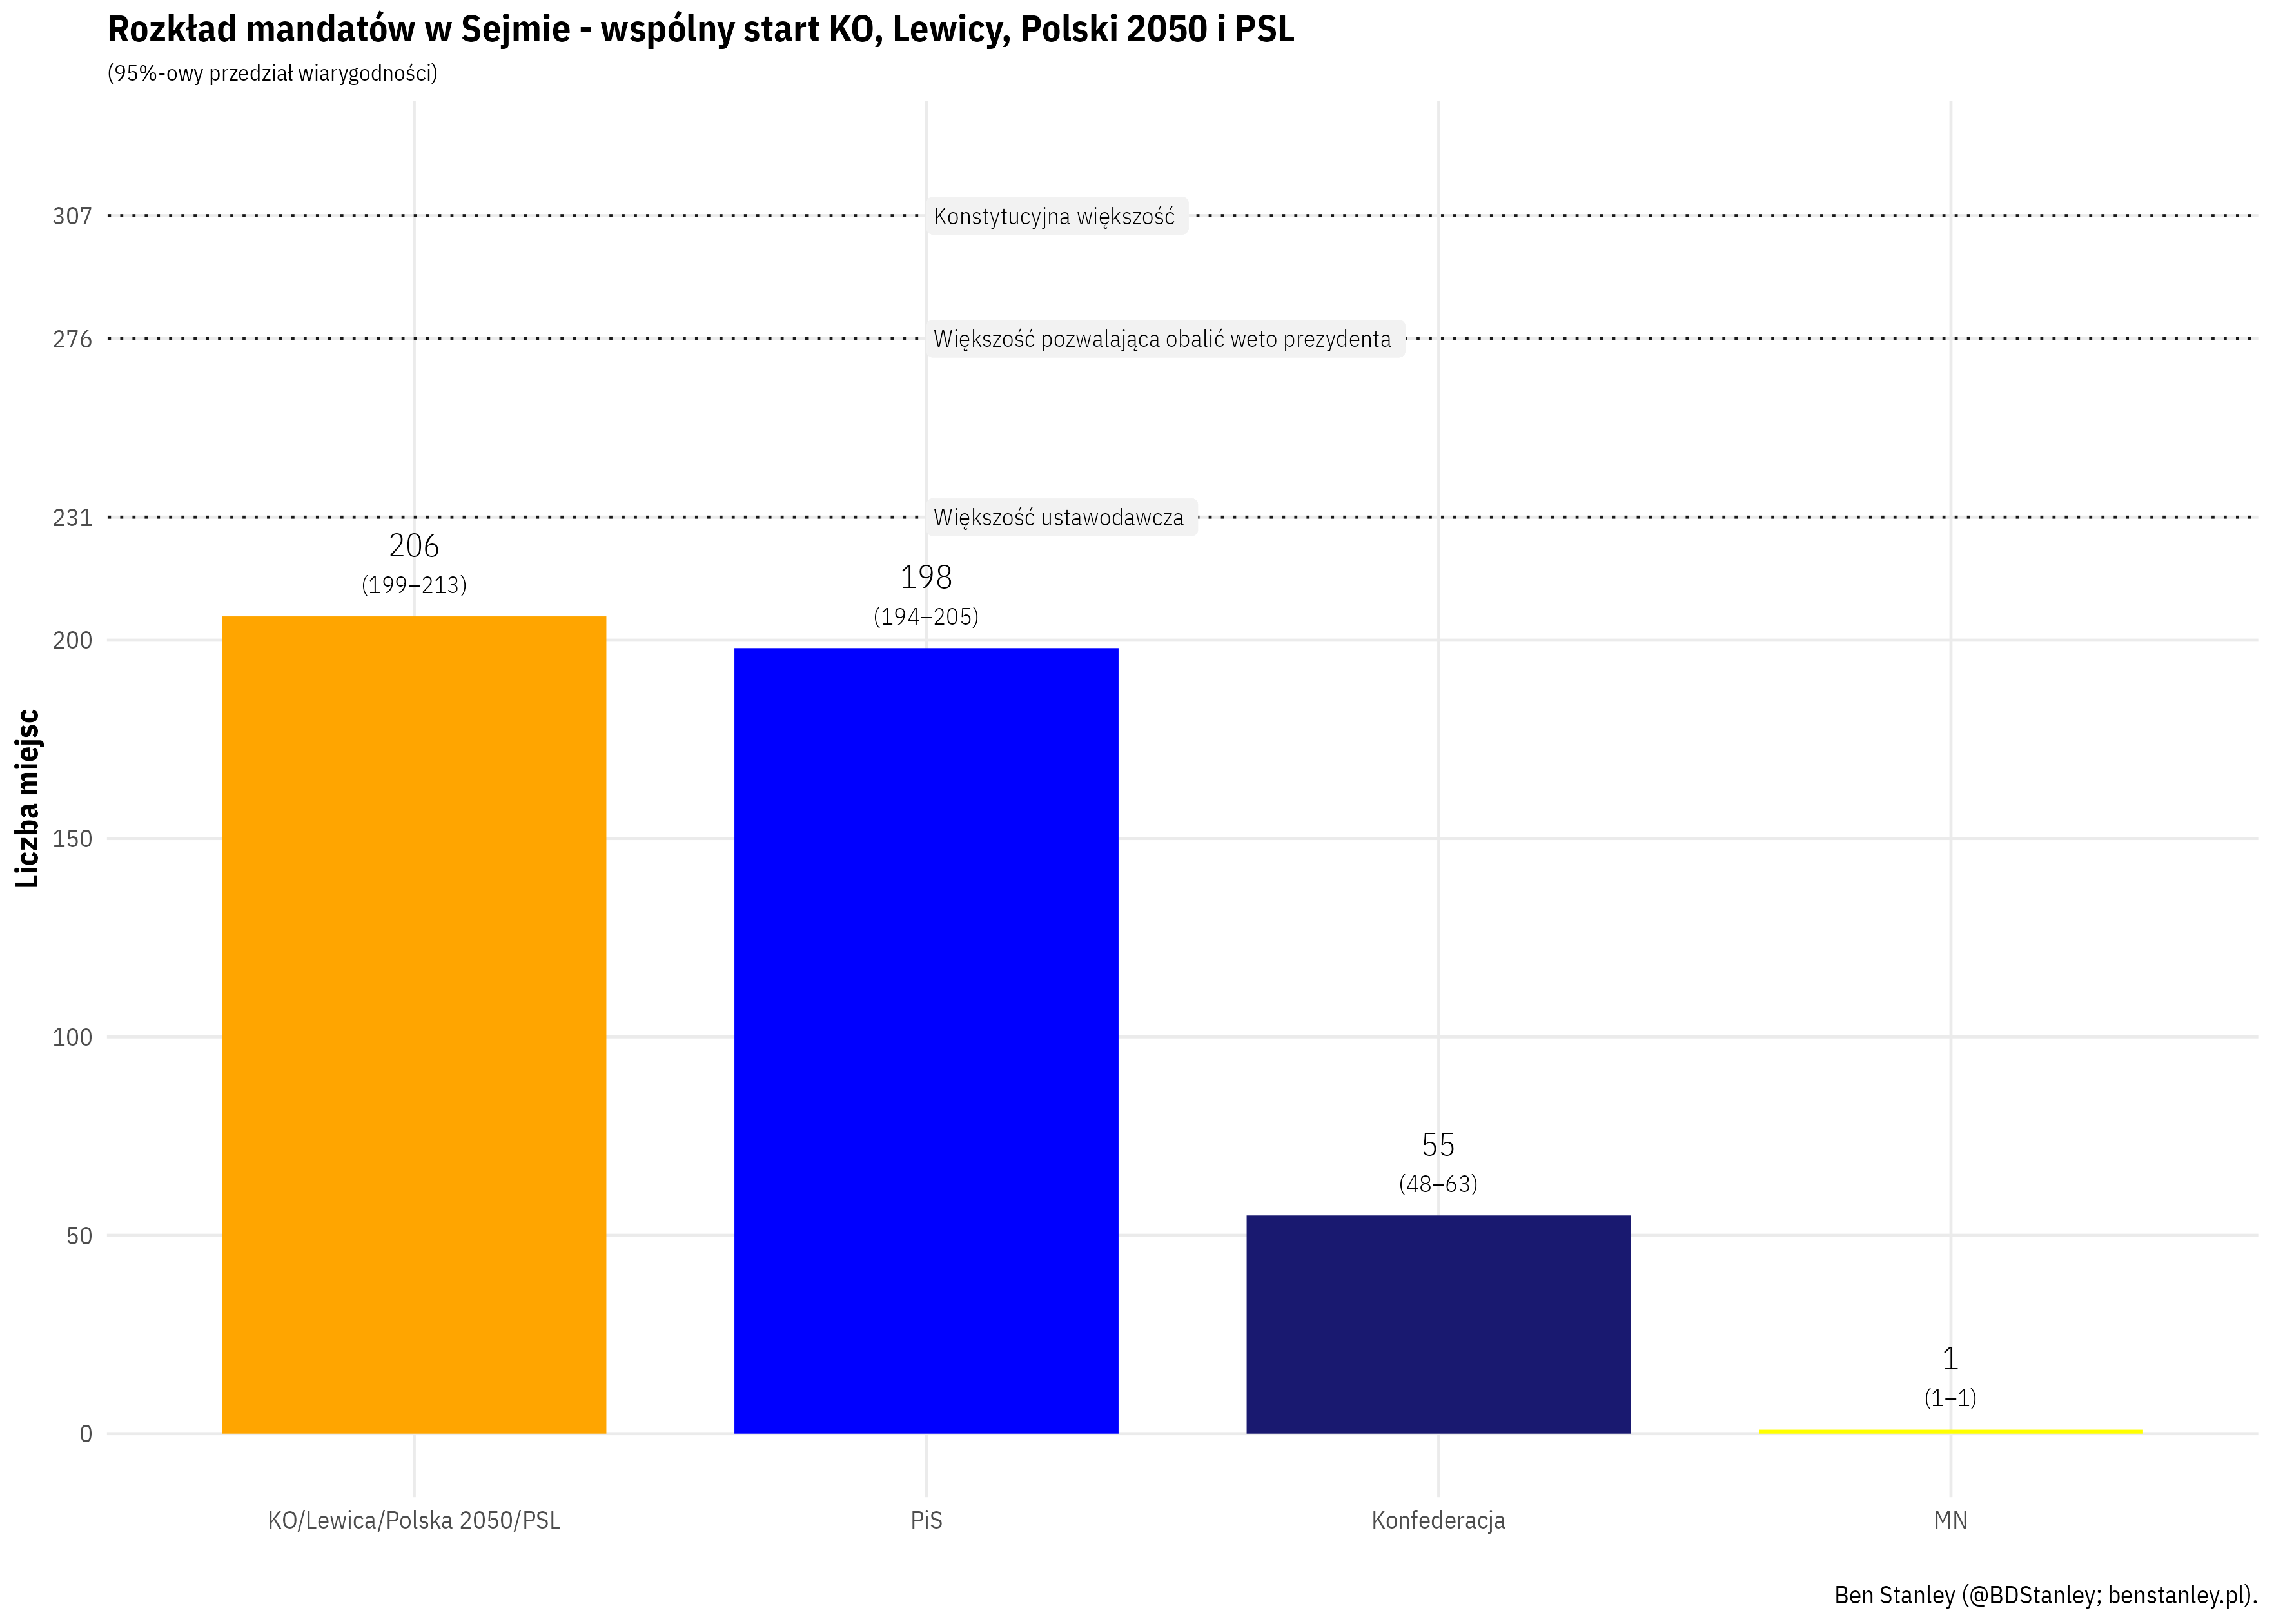 Rozkład mandatów w Sejmie - wspólny start KO, Lewicy, Polski 2050 i PSL
(95%-owy przedział wiarygodności)
Liczba miejsc
307
Konstytucyjna większość
276
Większość pozwalająca obalić weto prezydenta
231
Większość ustawodawcza
206
(199–213)
198
(194–205)
200
150
100
55
(48–63)
50
1
(1–1)
0
KO/Lewica/Polska 2050/PSL
PiS
Konfederacja
MN
Ben Stanley (@BDStanley; benstanley.pl).